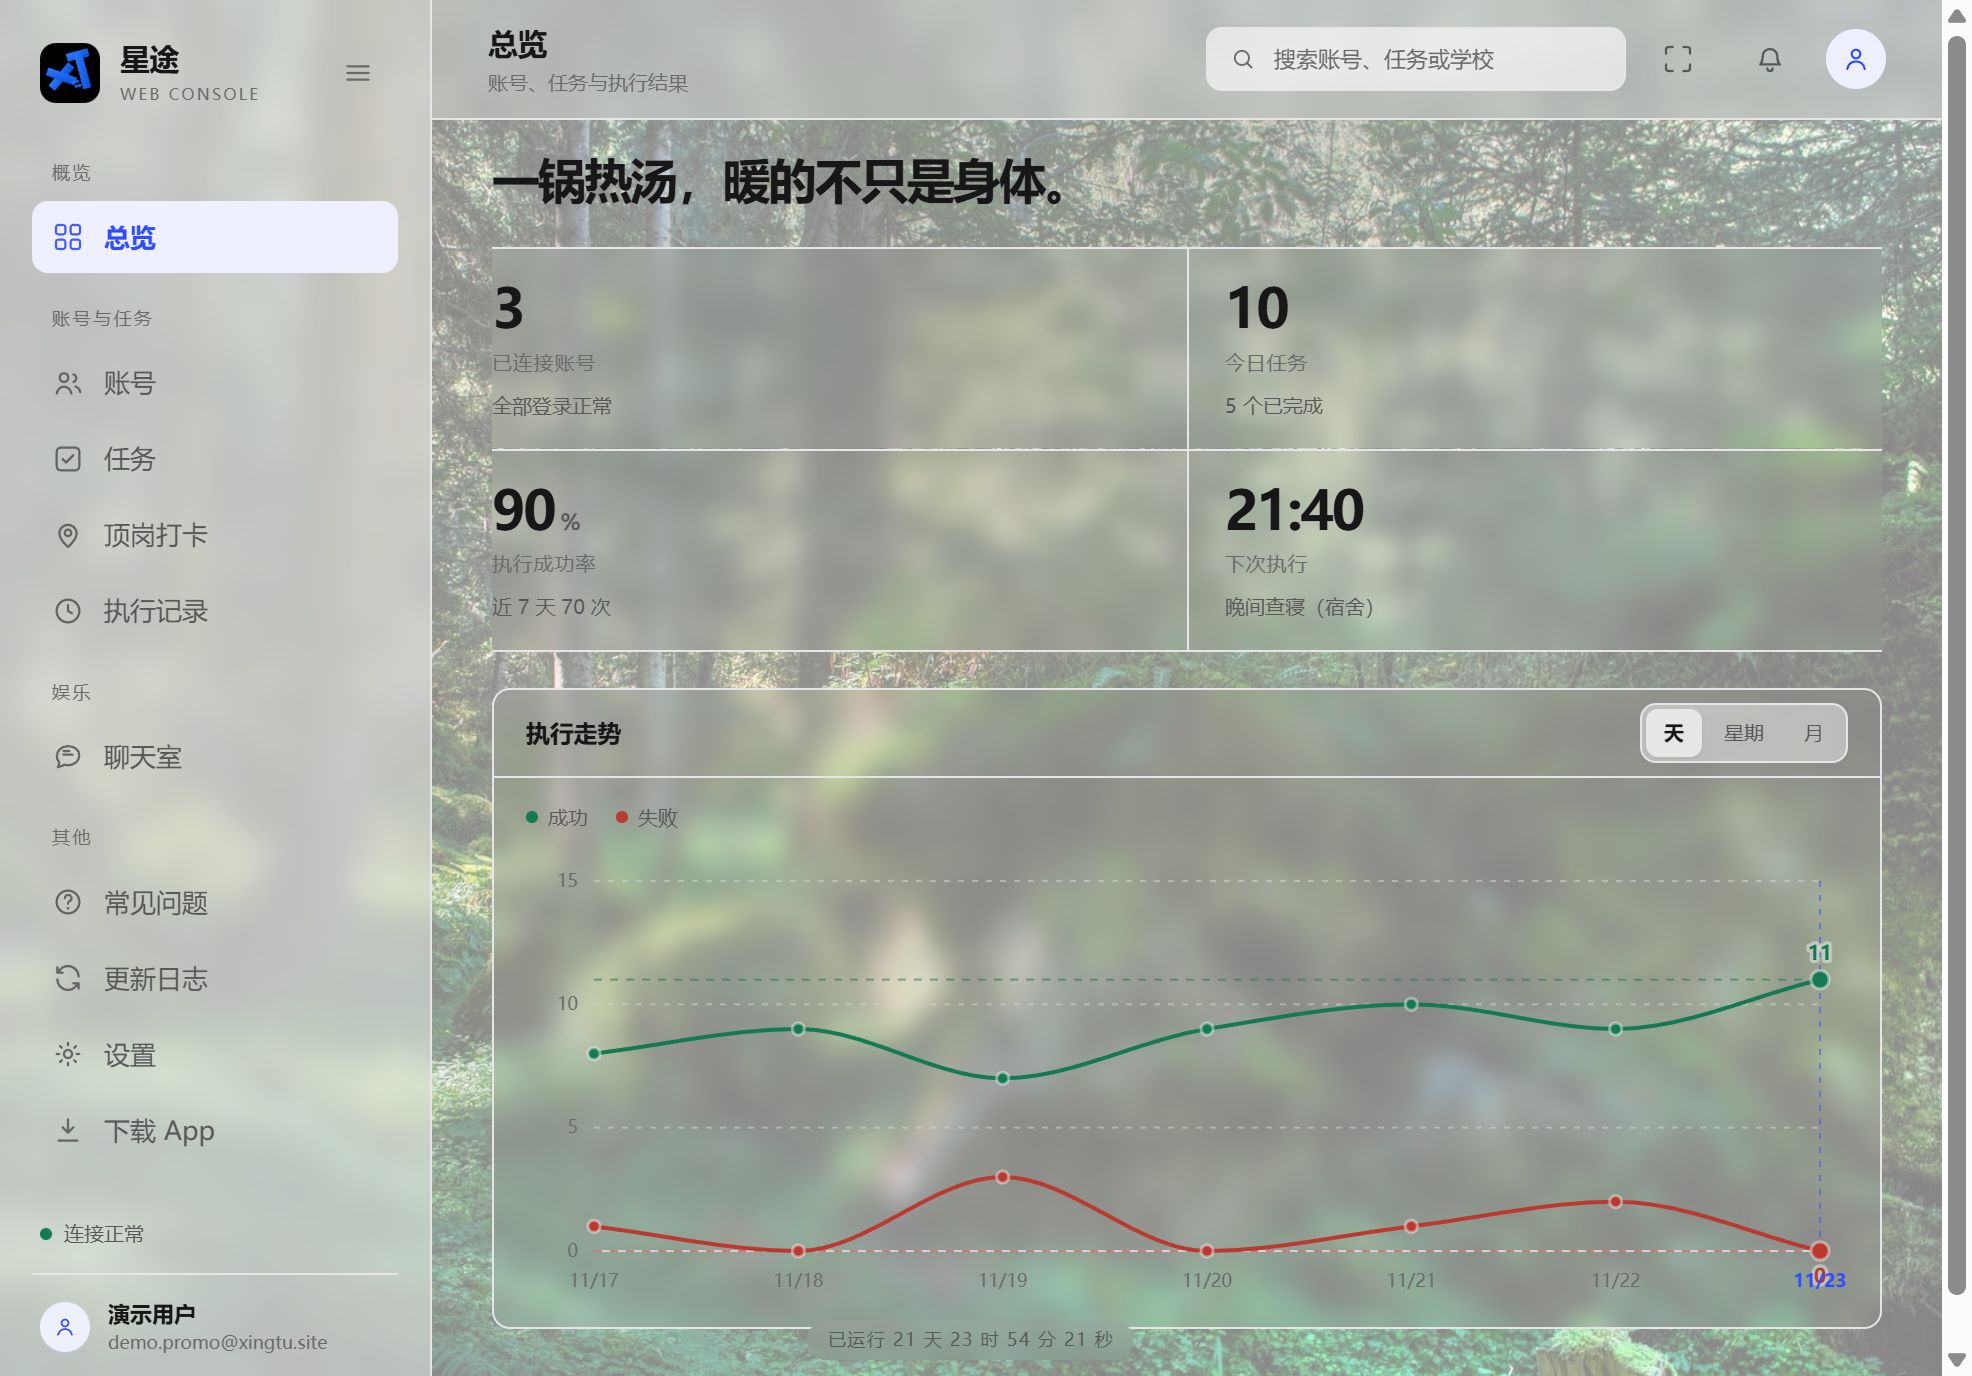 星途
WEB CONSOLE
概览
总览
账号与任务
账号
任务
顶岗打卡
执行记录
娱乐
聊天室
其他
常见问题
更新日志
设置
下载 App
连接正常
演示用户
demo.promo@xingtu.site
总览
账号、任务与执行结果
搜索账号、任务或学校
一锅热汤，暖的不只是身体。
3
已连接账号
全部登录正常
10
今日任务
5 个已完成
90 %
执行成功率
近 7 天 70 次
21:40
下次执行
晚间查寝（宿舍）
执行走势
天 星期 月
成功 失败
15
11
10
5
0
0
11/17 11/18 11/19 11/20 11/21 11/22 11/23
已运行 21 天 23 时 54 分 21 秒